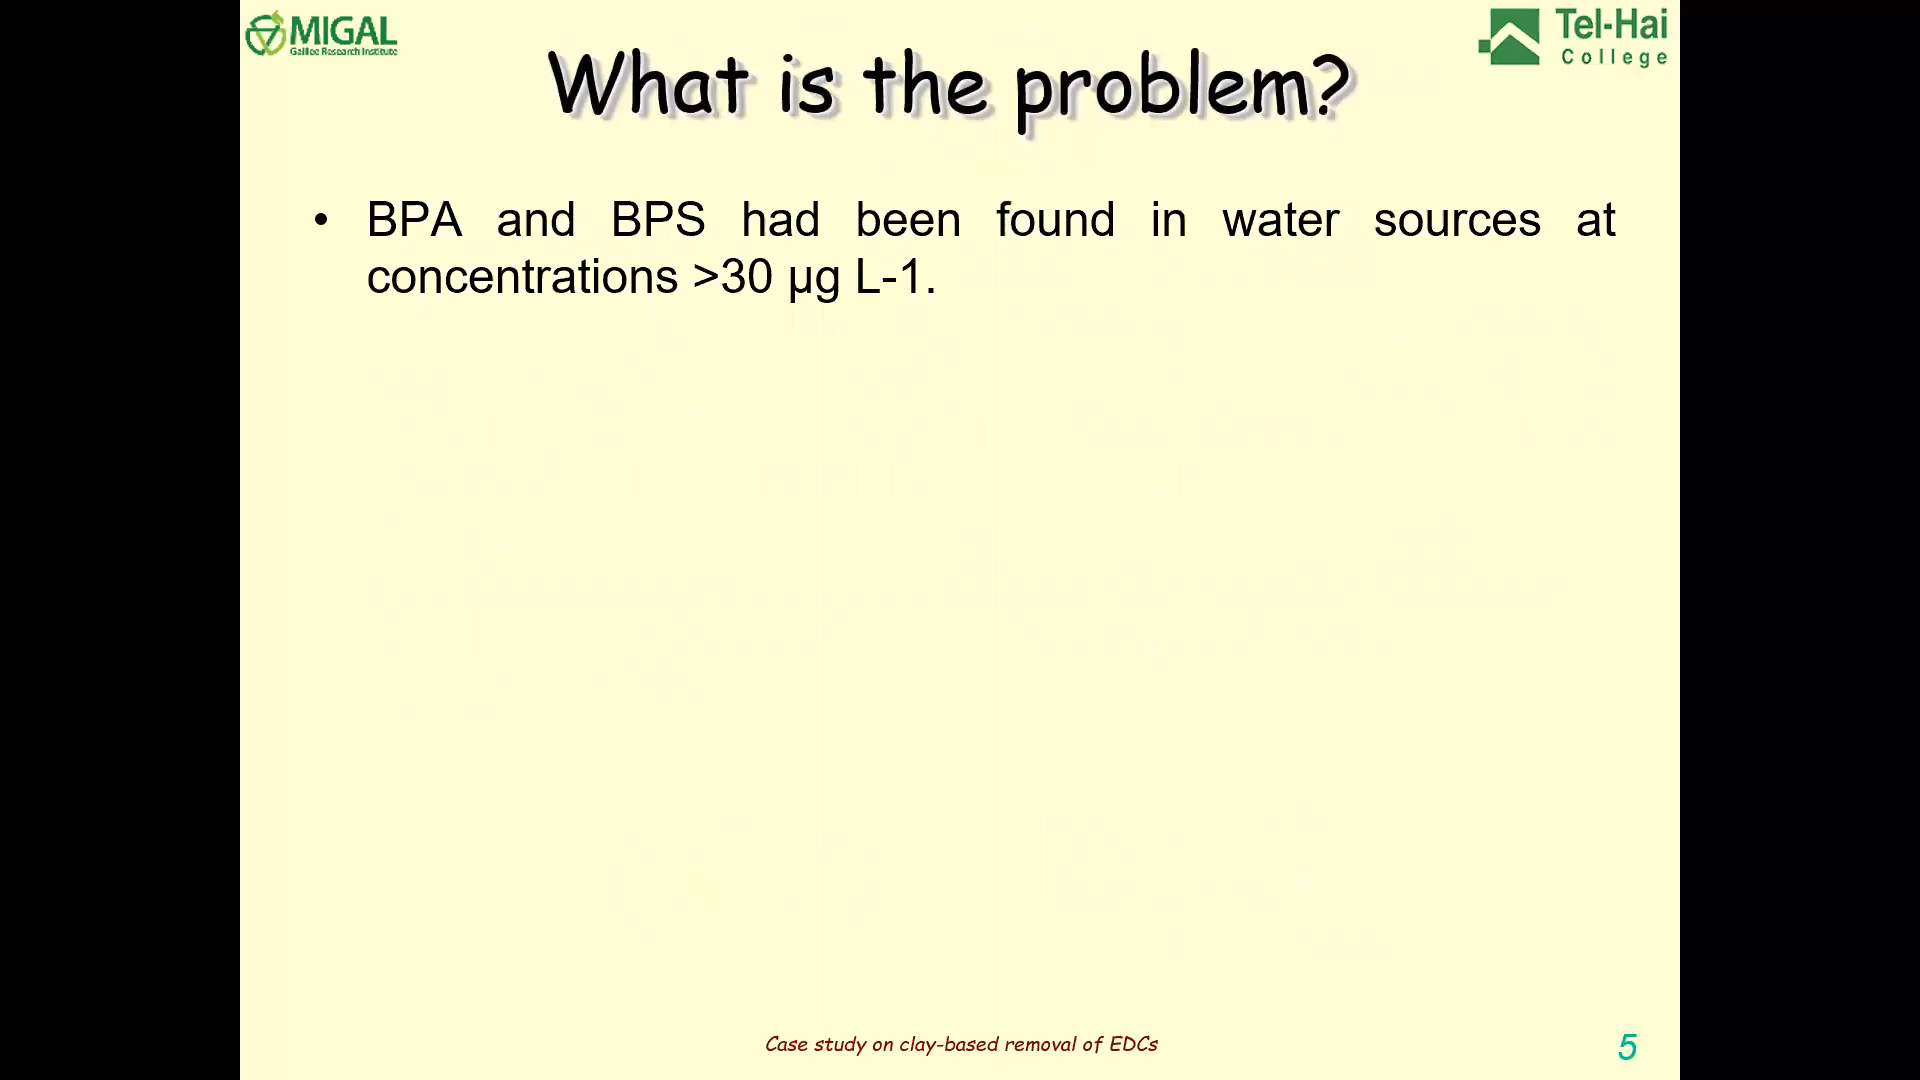 MIGAL
Galilee Research Institute
Tel-Hai
College
What is the problem?
• BPA and BPS had been found in water sources at
concentrations >30 µg L-1.
Case study on clay-based removal of EDCs
5